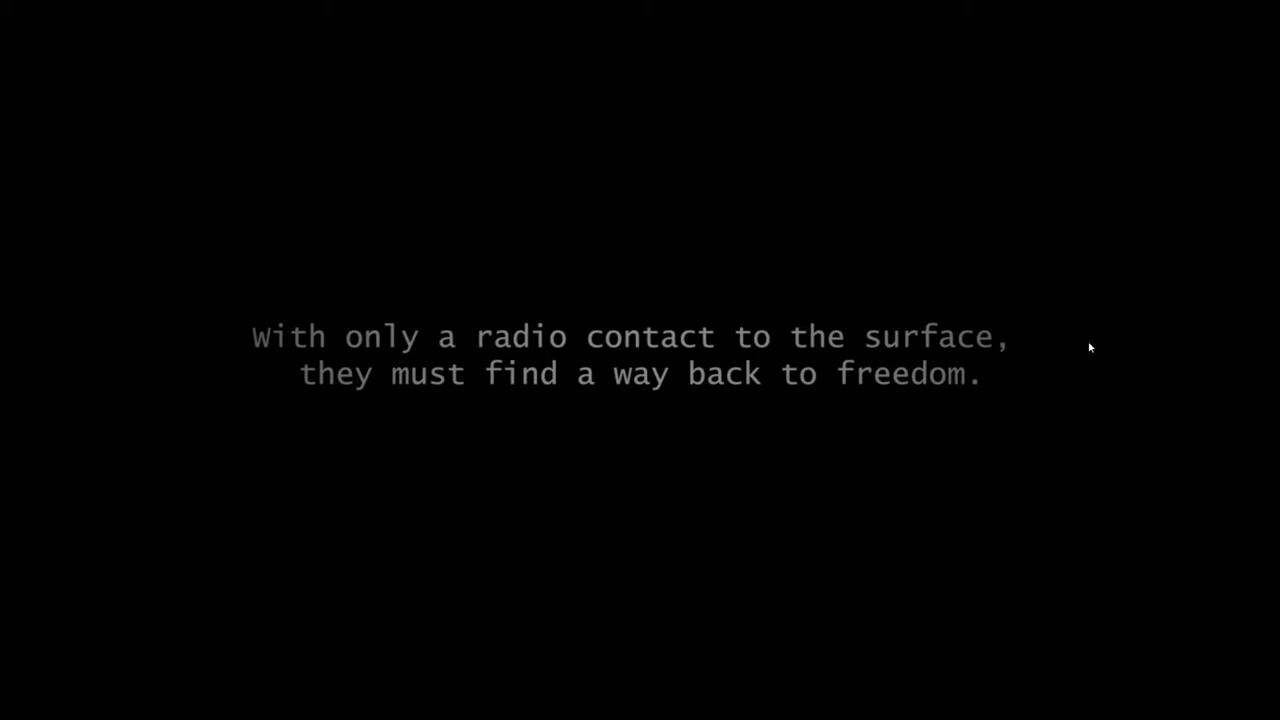 With only a radio contact to the surface,
they must find a way back to freedom.